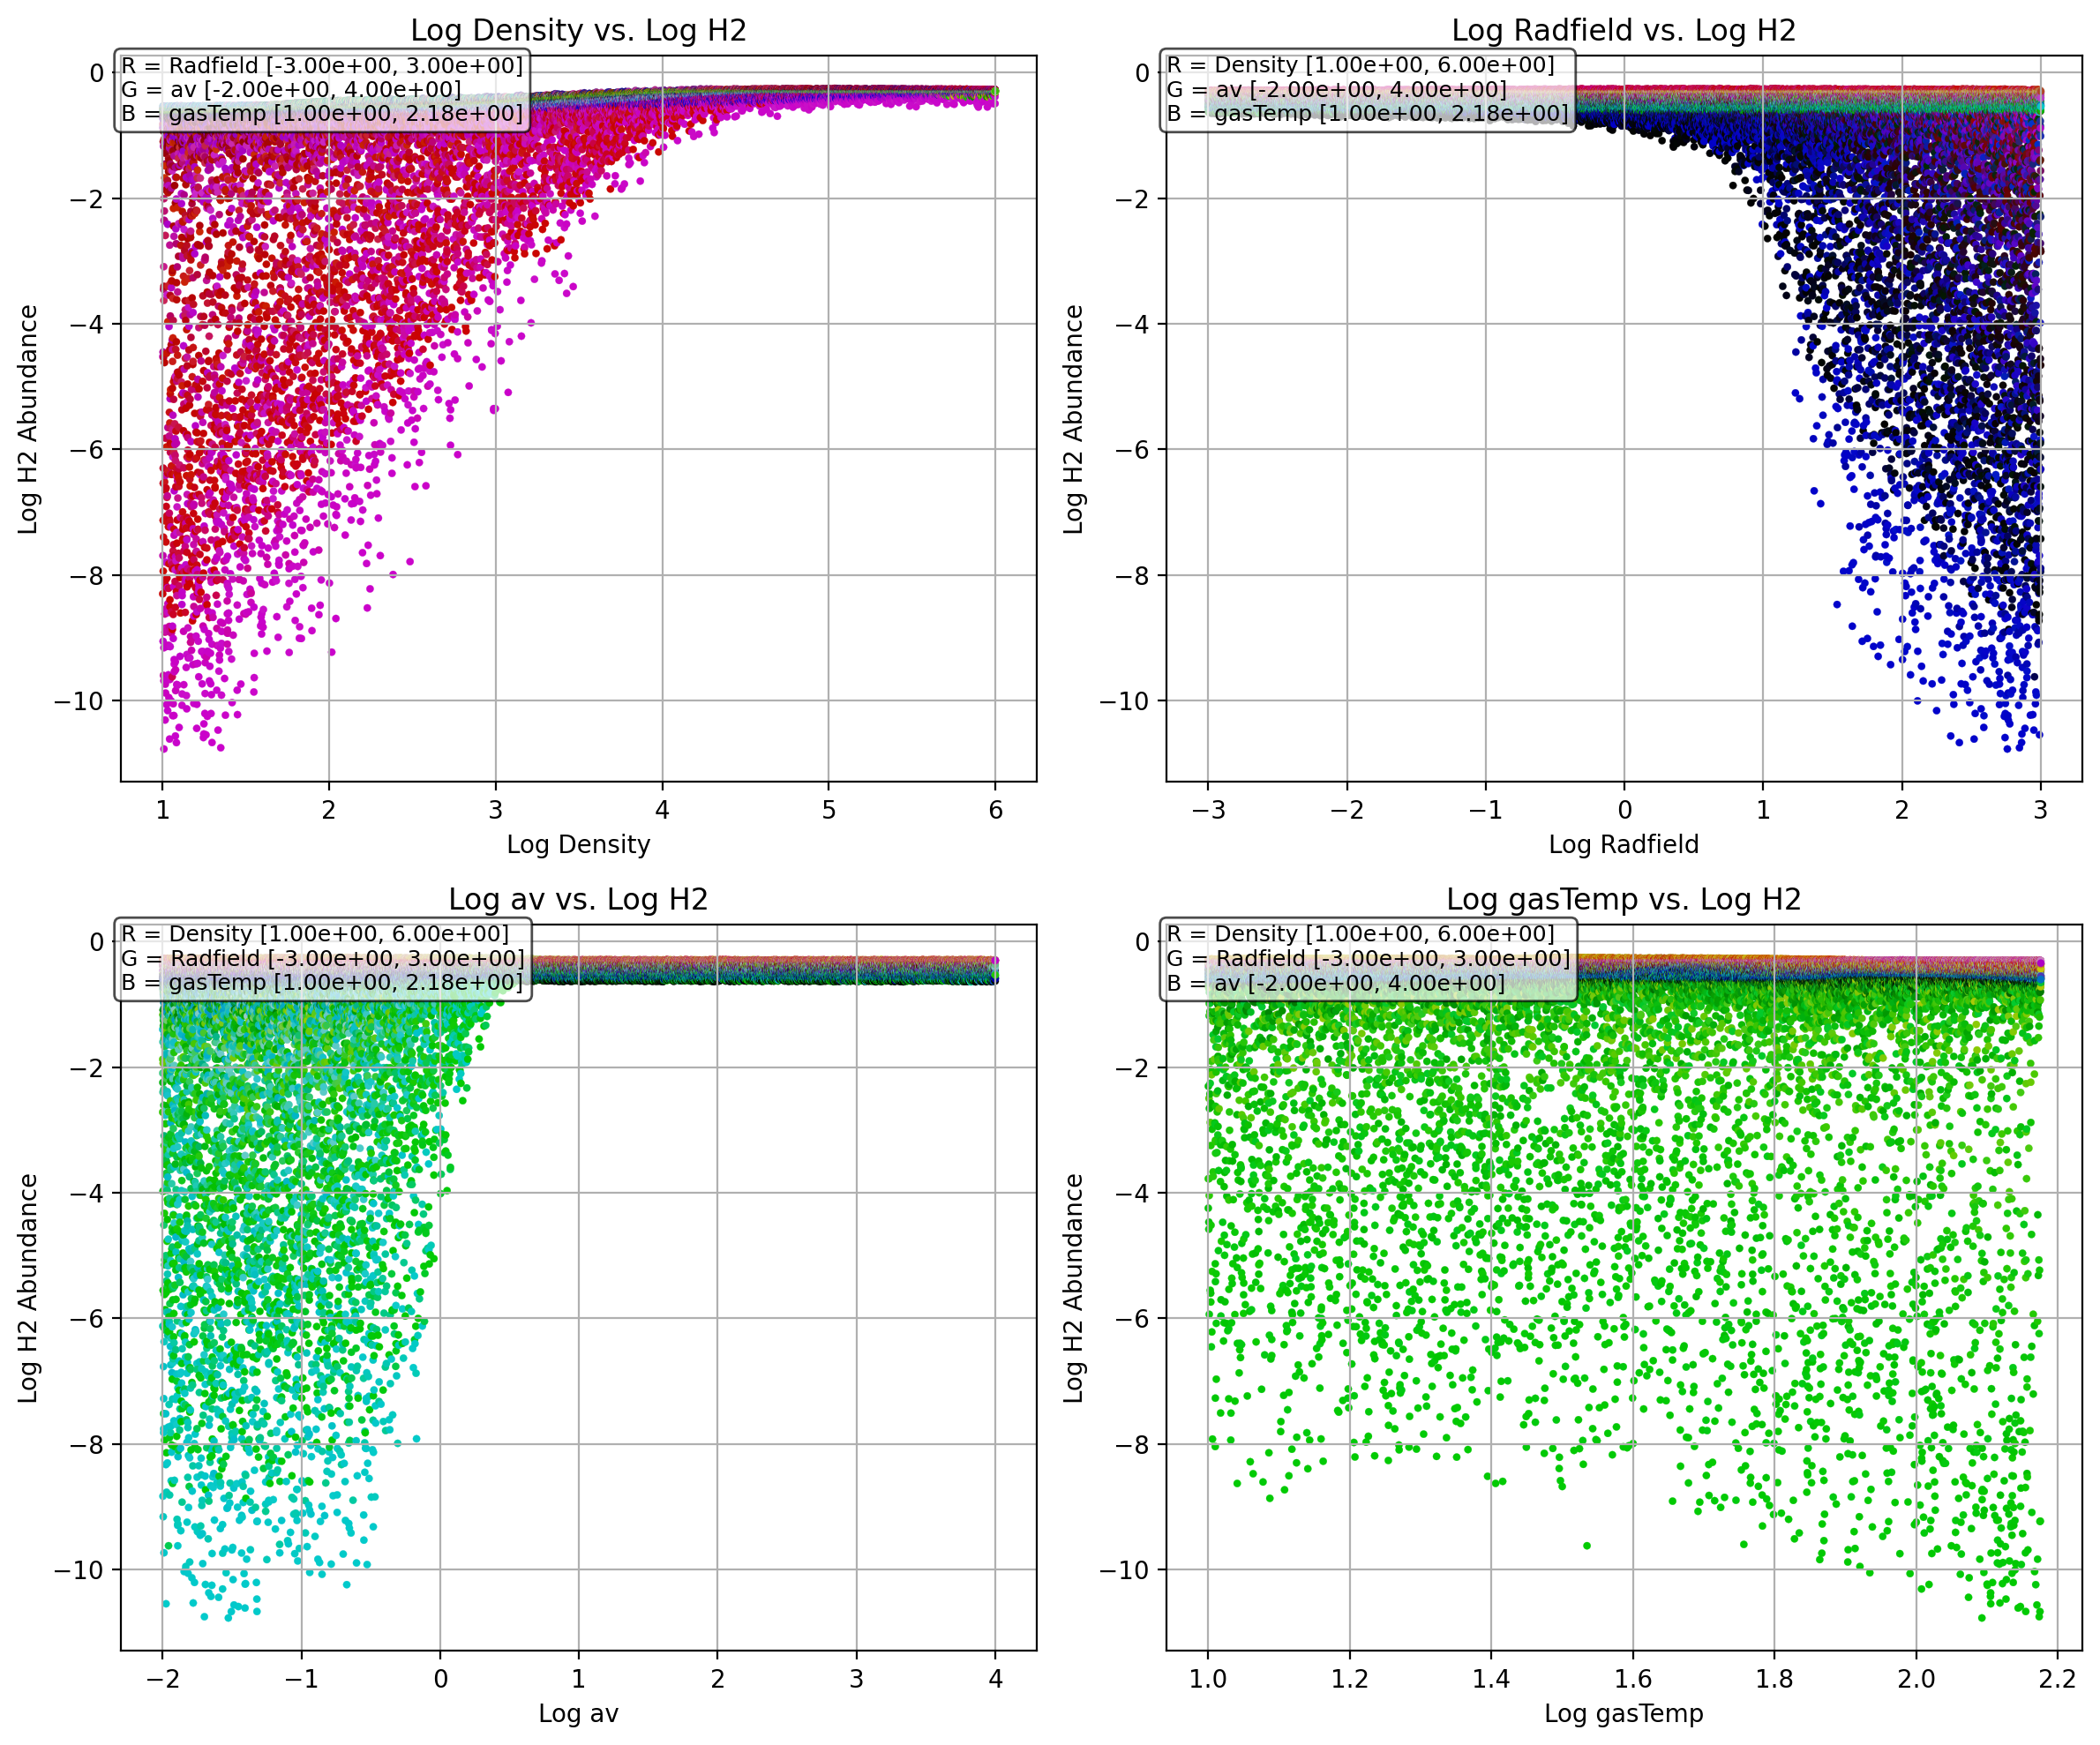 Log Density vs. Log H2
R = Radfield [-3.00e+00, 3.00e+00]
G = av [-2.00e+00, 4.00e+00]
B = gasTemp [1.00e+00, 2.18e+00]
0
−2
−4
−6
−8
−10
Log H2 Abundance
1 2 3 4 5 6
Log Density
Log Radfield vs. Log H2
R = Density [1.00e+00, 6.00e+00]
G = av [-2.00e+00, 4.00e+00]
B = gasTemp [1.00e+00, 2.18e+00]
0
−2
−4
−6
−8
−10
Log H2 Abundance
−3 −2 −1 0 1 2 3
Log Radfield
Log av vs. Log H2
R = Density [1.00e+00, 6.00e+00]
G = Radfield [-3.00e+00, 3.00e+00]
B = gasTemp [1.00e+00, 2.18e+00]
0
−2
−4
−6
−8
−10
Log H2 Abundance
−2 −1 0 1 2 3 4
Log av
Log gasTemp vs. Log H2
R = Density [1.00e+00, 6.00e+00]
G = Radfield [-3.00e+00, 3.00e+00]
B = av [-2.00e+00, 4.00e+00]
0
−2
−4
−6
−8
−10
Log H2 Abundance
1.0 1.2 1.4 1.6 1.8 2.0 2.2
Log gasTemp